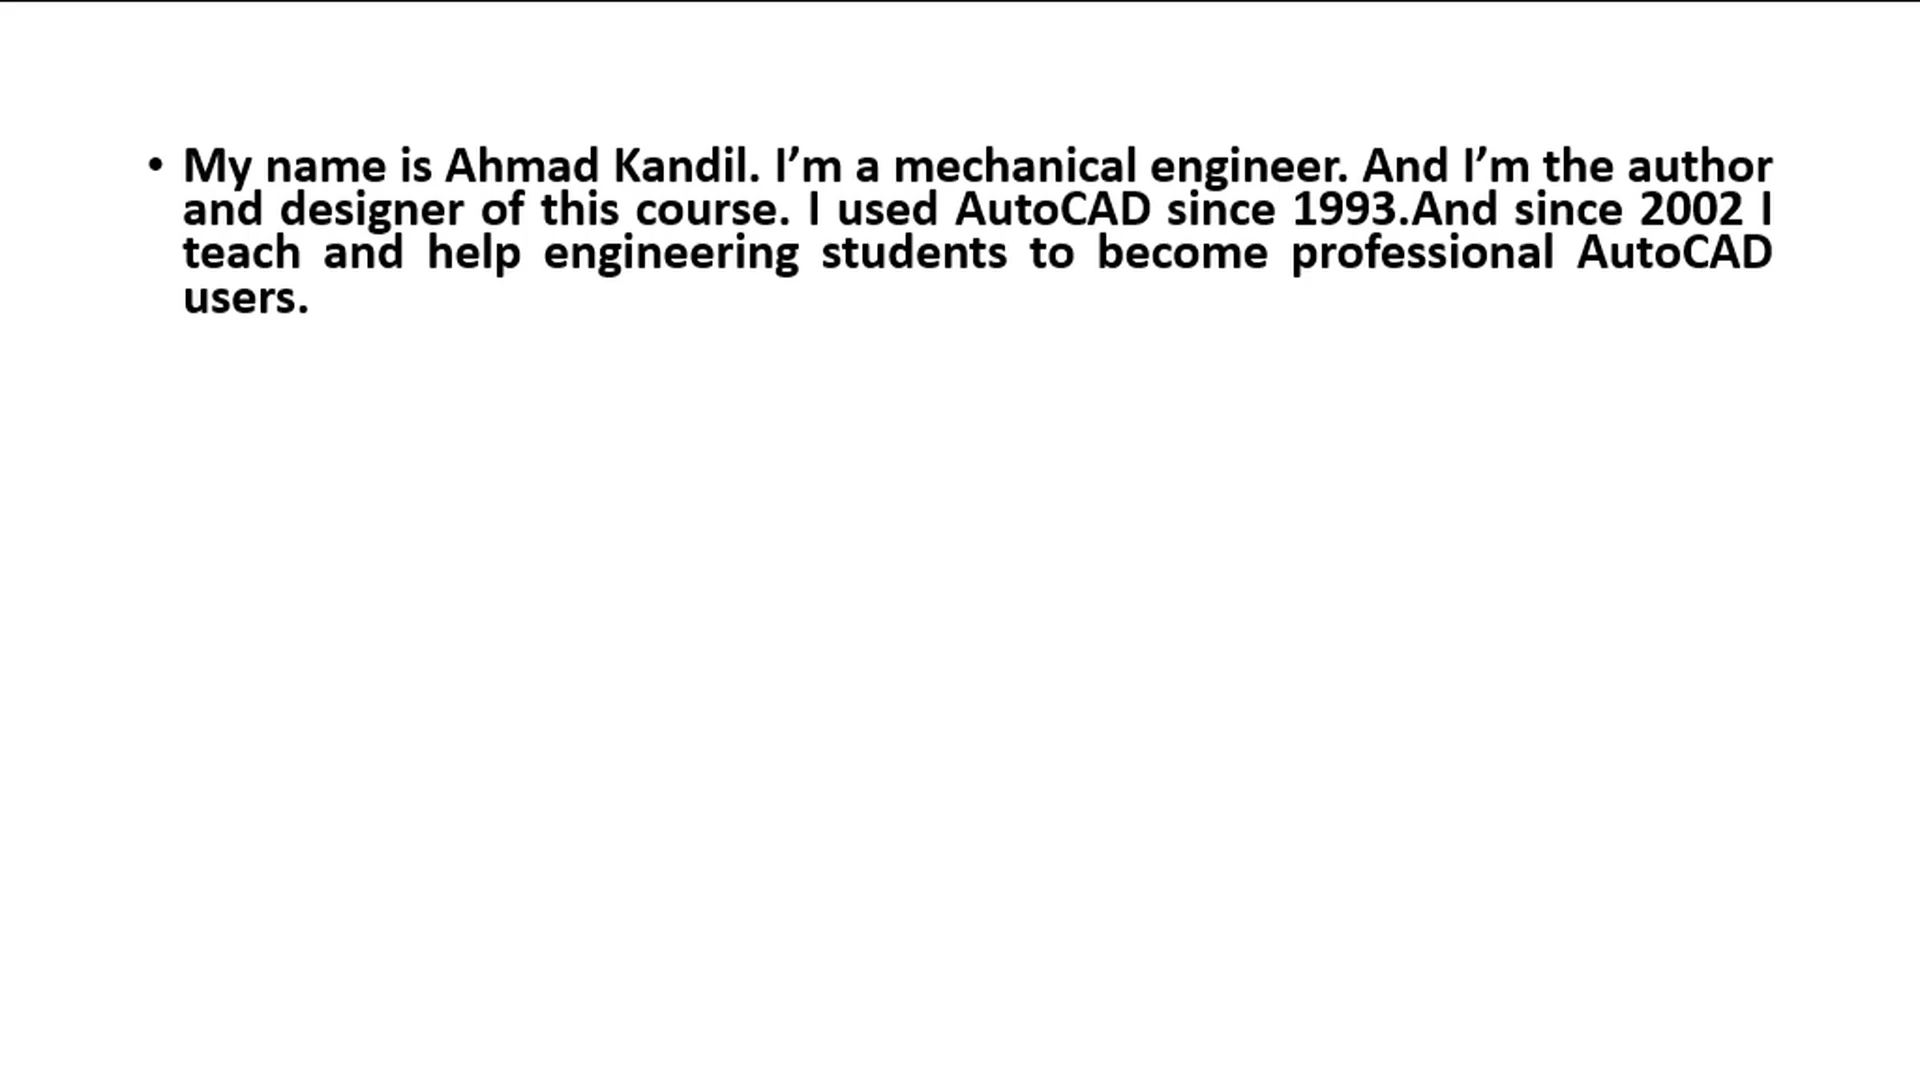 • My name is Ahmad Kandil. I’m a mechanical engineer. And I’m the author
and designer of this course. I used AutoCAD since 1993.And since 2002 I
teach and help engineering students to become professional AutoCAD
users.